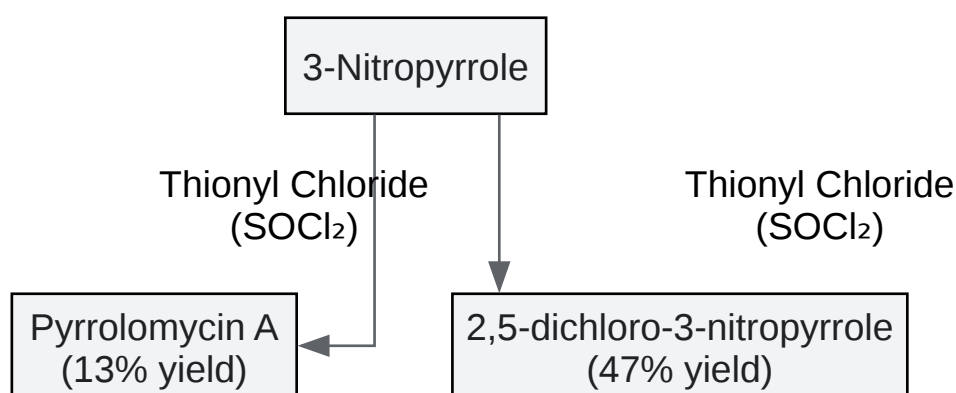 3-Nitropyrrole
Thionyl Chloride
(SOCl₂)
Thionyl Chloride
(SOCl₂)
Pyrrolomycin A
(13% yield)
2,5-dichloro-3-nitropyrrole
(47% yield)